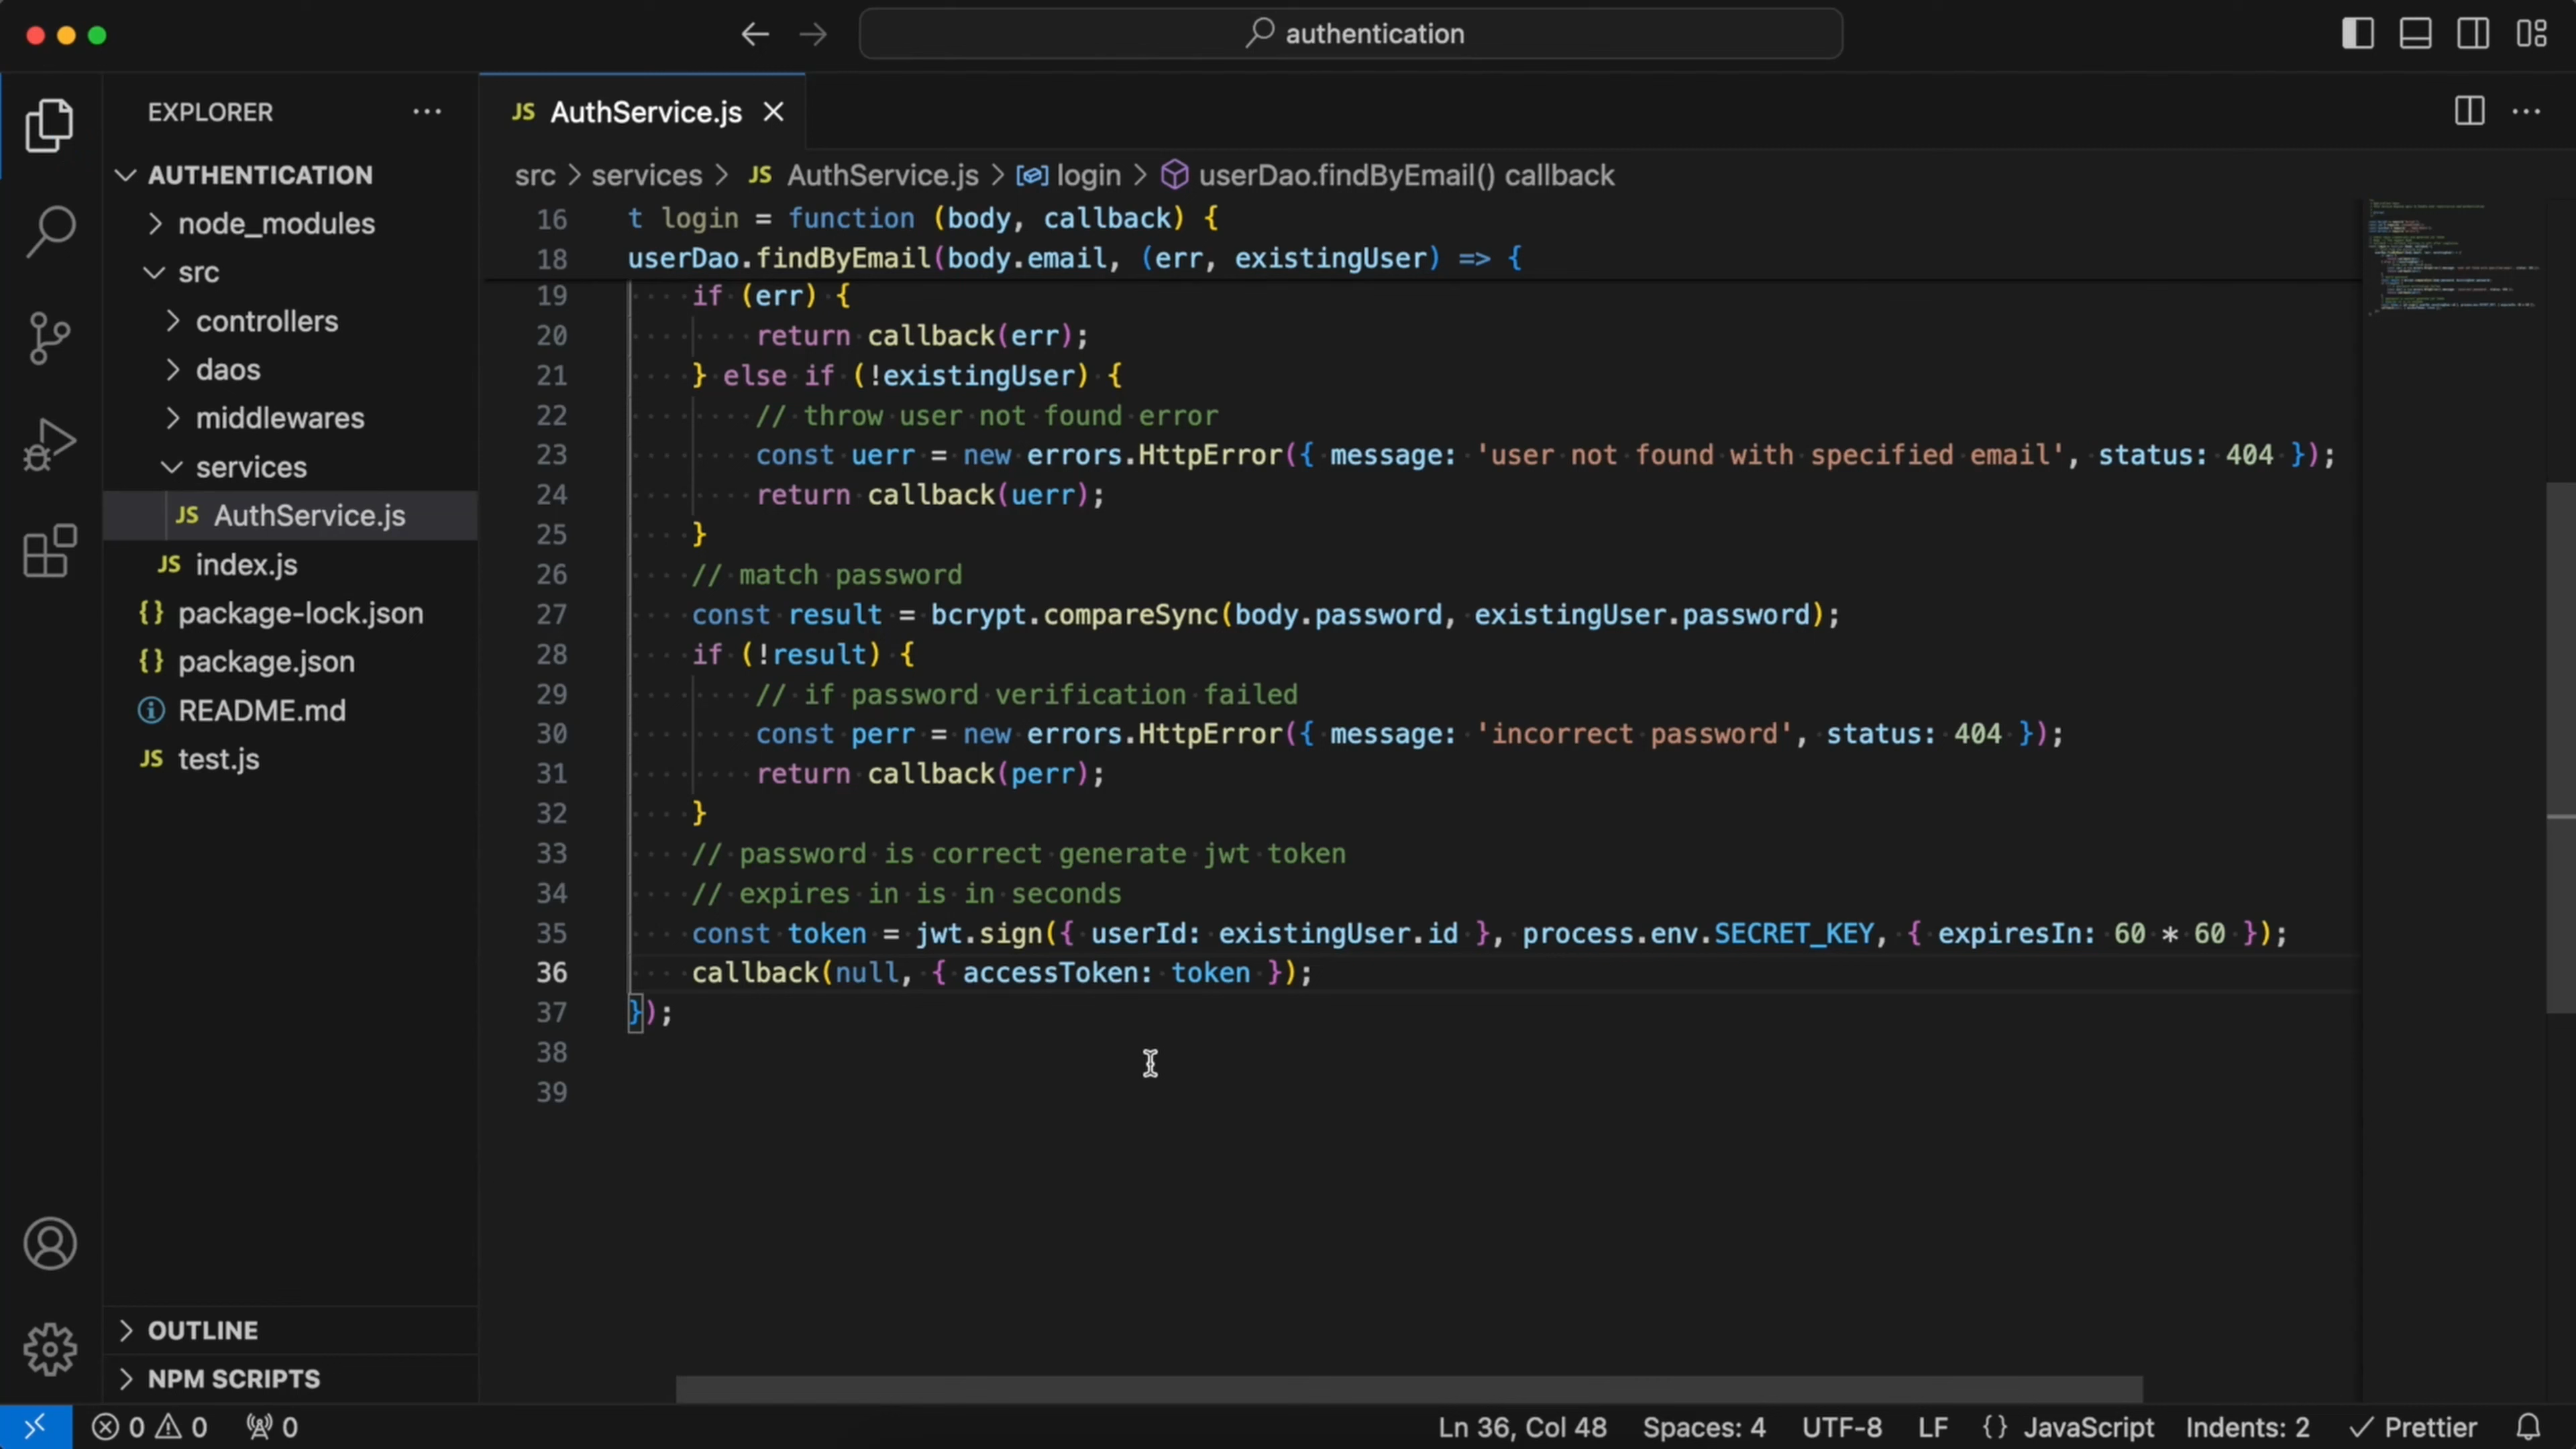 authentication
EXPLORER
AUTHENTICATION
node_modules
src
controllers
daos
middlewares
services
JS AuthService.js
JS index.js
{} package-lock.json
{} package.json
README.md
JS test.js
OUTLINE
NPM SCRIPTS
JS AuthService.js
src > services > JS AuthService.js > login > userDao.findByEmail() callback
16 t login = function (body, callback) {
18 userDao.findByEmail(body.email, (err, existingUser) => {
19 if (err) {
20 return callback(err);
21 } else if (!existingUser) {
22 // throw user not found error
23 const uerr = new errors.HttpError({ message: 'user not found with specified email', status: 404 });
24 return callback(uerr);
25 }
26 // match password
27 const result = bcrypt.compareSync(body.password, existingUser.password);
28 if (!result) {
29 // if password verification failed
30 const perr = new errors.HttpError({ message: 'incorrect password', status: 404 });
31 return callback(perr);
32 }
33 // password is correct generate jwt token
34 // expires in is in seconds
35 const token = jwt.sign({ userId: existingUser.id }, process.env.SECRET_KEY, { expiresIn: 60 * 60 });
36 callback(null, { accessToken: token });
37 });
38
39
0 0 0 Ln 36, Col 48 Spaces: 4 UTF-8 LF {} JavaScript Indents: 2 Prettier